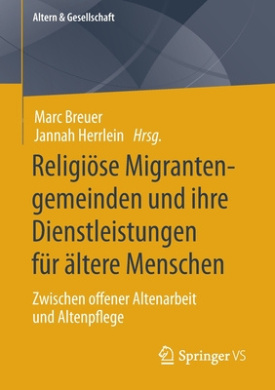 Altern & Gesellschaft
Marc Breuer
Jannah Herrlein Hrsg.
Religiöse Migranten-
gemeinden und ihre
Dienstleistungen
für ältere Menschen
Zwischen offener Altenarbeit
und Altenpflege
Springer VS